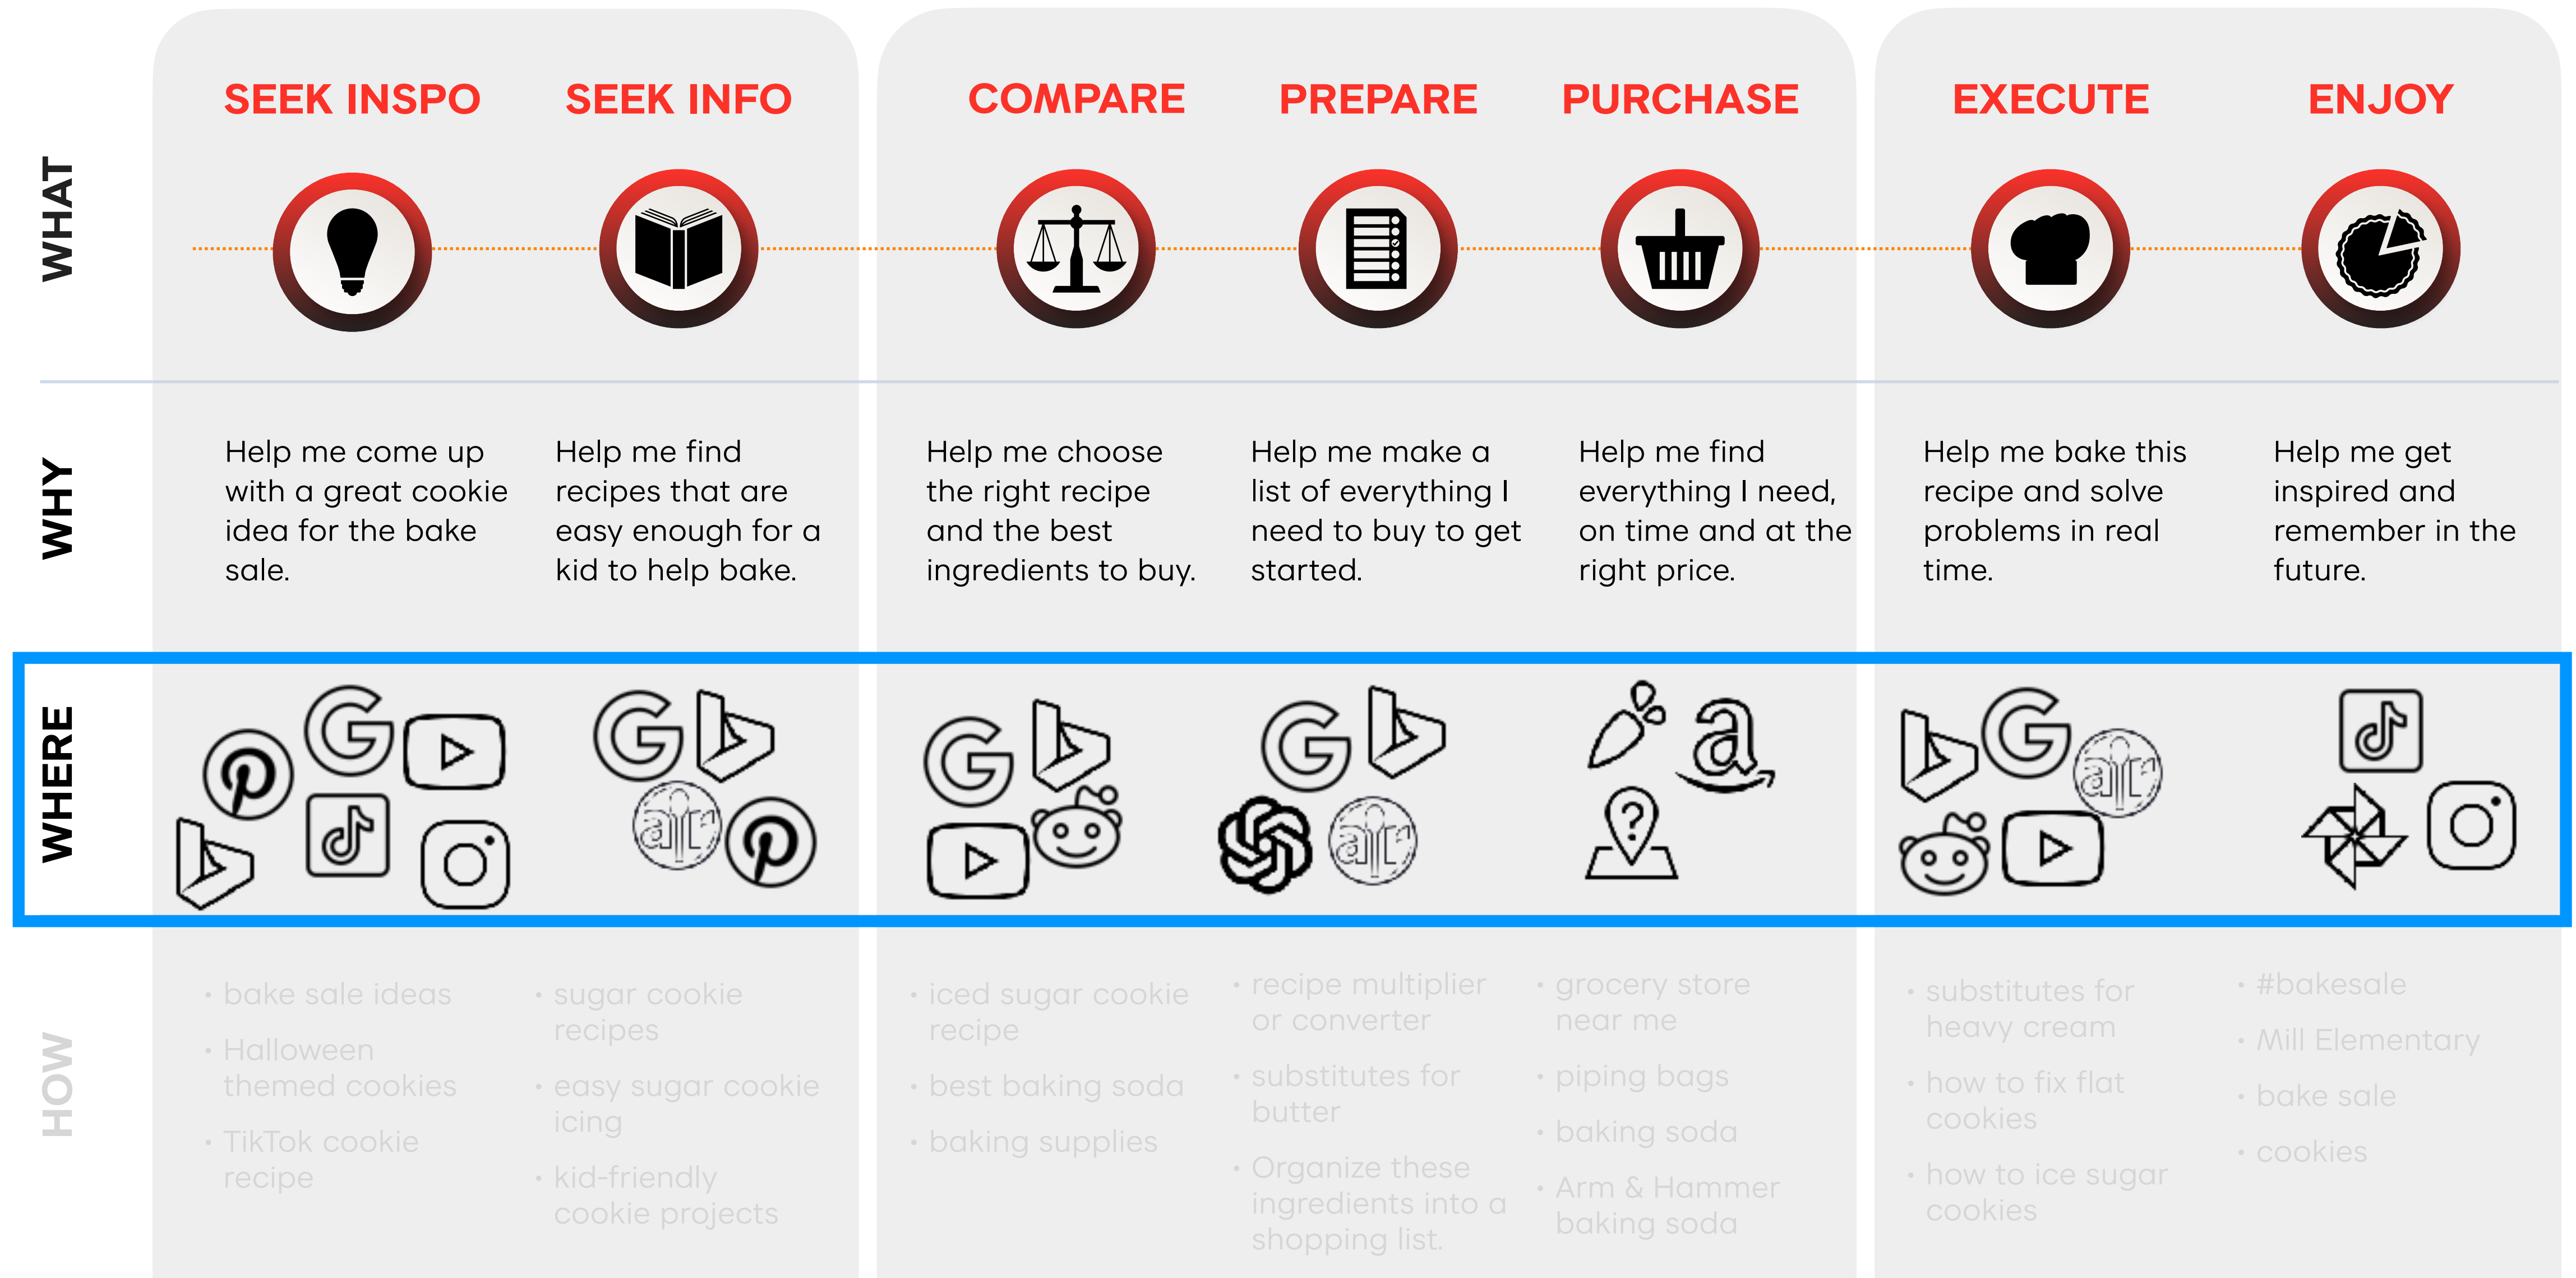 SEEK INSPO
SEEK INFO
COMPARE
PREPARE
PURCHASE
EXECUTE
ENJOY
WHAT
WHY
Help me come up
with a great cookie
idea for the bake
sale.
Help me find
recipes that are
easy enough for a
kid to help bake.
Help me choose
the right recipe
and the best
ingredients to buy.
Help me make a
list of everything I
need to buy to get
started.
Help me find
everything I need,
on time and at the
right price.
Help me bake this
recipe and solve
problems in real
time.
Help me get
inspired and
remember in the
future.
WHERE
HOW
• bake sale ideas
• Halloween
themed cookies
• TikTok cookie
recipe
• sugar cookie
recipes
• easy sugar cookie
icing
• kid-friendly
cookie projects
• iced sugar cookie
recipe
• best baking soda
• baking supplies
• recipe multiplier
or converter
• substitutes for
butter
• Organize these
ingredients into a
shopping list.
• grocery store
near me
• piping bags
• baking soda
• Arm & Hammer
baking soda
• substitutes for
heavy cream
• how to fix flat
cookies
• how to ice sugar
cookies
• #bakesale
• Mill Elementary
• bake sale
• cookies